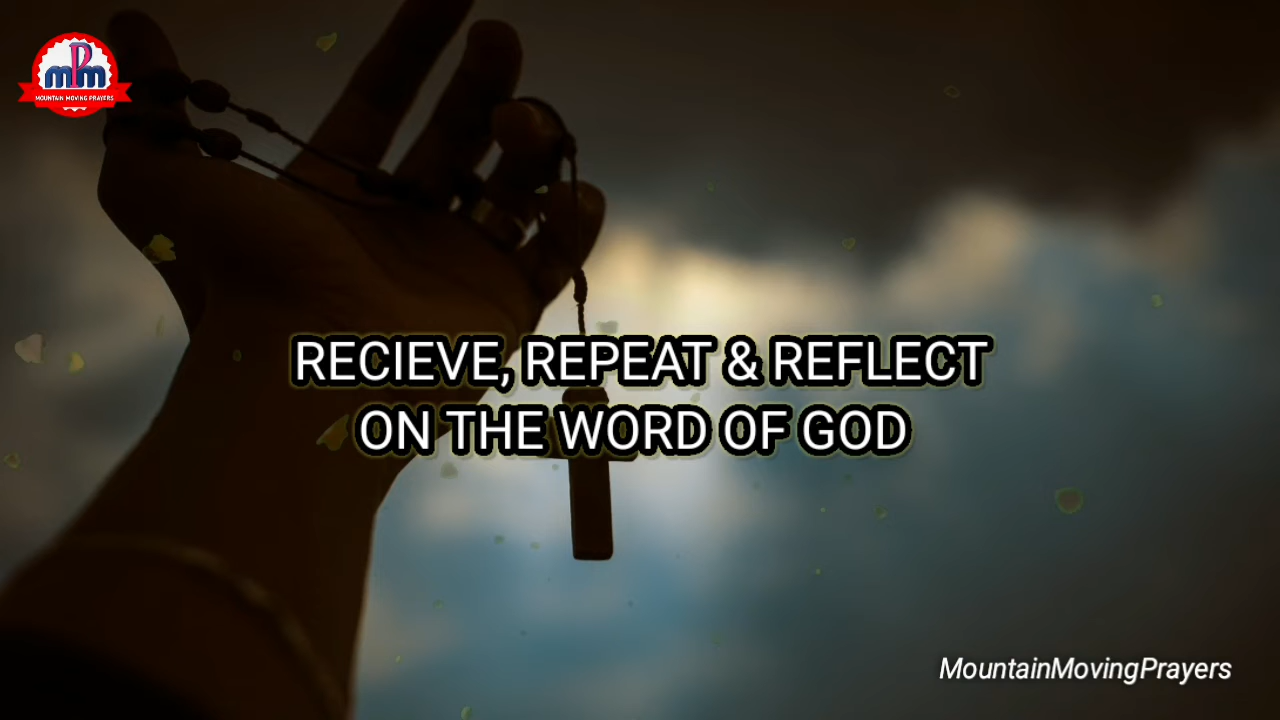 mPm
MOUNTAIN MOVING PRAYERS
RECIEVE, REPEAT & REFLECT
ON THE WORD OF GOD
MountainMovingPrayers